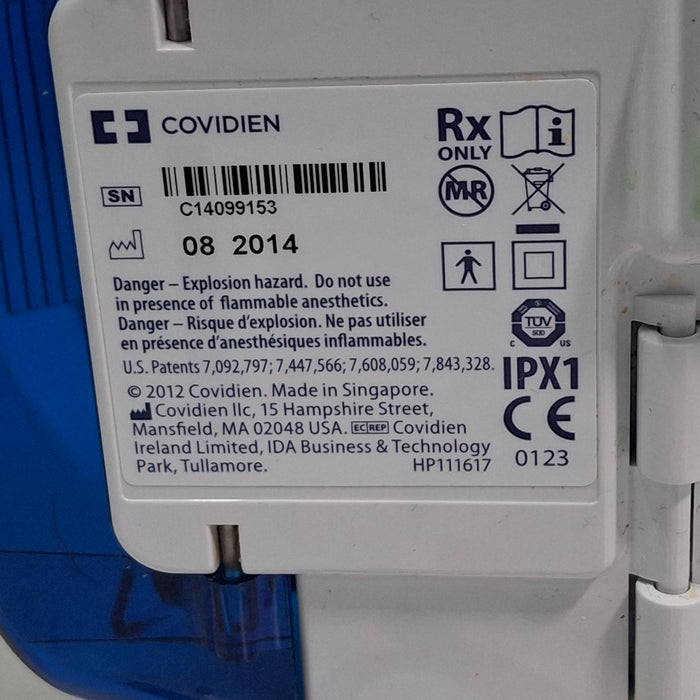 COVIDIEN
Rx
ONLY
i
SN
C14099153
MR
08 2014
Danger – Explosion hazard. Do not use
in presence of flammable anesthetics.
Danger – Risque d'explosion. Ne pas utiliser
en présence d'anesthésiques inflammables.
U.S. Patents 7,092,797; 7,447,566; 7,608,059; 7,843,328.
© 2012 Covidien. Made in Singapore.
Covidien llc, 15 Hampshire Street,
Mansfield, MA 02048 USA. EC REP Covidien
Ireland Limited, IDA Business & Technology
Park, Tullamore.
HP111617
TÜV
SÜD
C US
IPX1
CE
0123